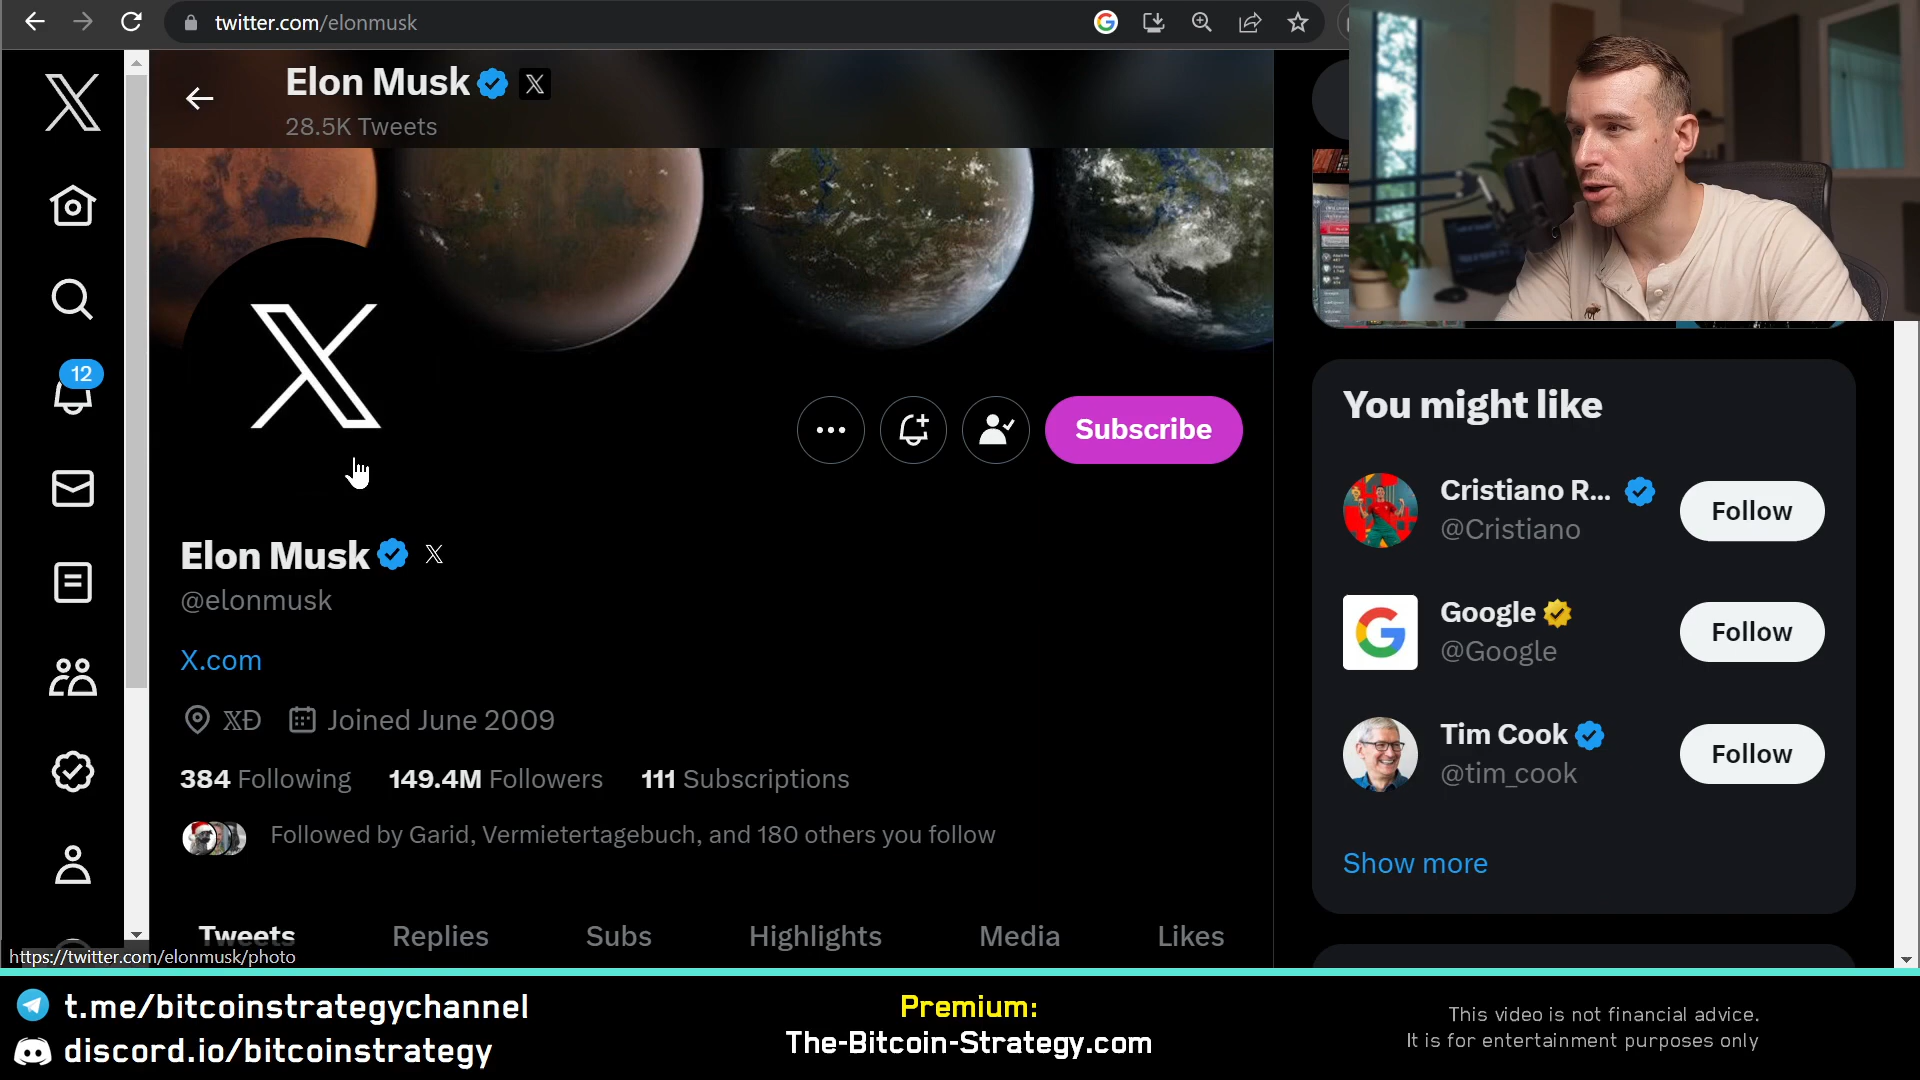 twitter.com/elonmusk
Elon Musk
28.5K Tweets
12
Subscribe
Elon Musk
@elonmusk
X.com
𝕏Ð Joined June 2009
384 Following 149.4M Followers 111 Subscriptions
Followed by Garid, Vermietertagebuch, and 180 others you follow
Tweets Replies Subs Highlights Media Likes
https://twitter.com/elonmusk/photo
You might like
Cristiano R...
@Cristiano
Follow
Google
@Google
Follow
Tim Cook
@tim_cook
Follow
Show more
t.me/bitcoinstrategychannel
discord.io/bitcoinstrategy
Premium:
The-Bitcoin-Strategy.com
This video is not financial advice.
It is for entertainment purposes only